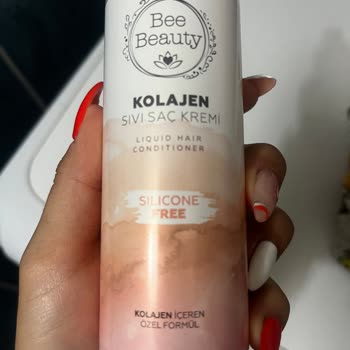 Bee
Beauty
KOLAJEN
SIVI SAÇ KREMİ
LIQUID HAIR
CONDITIONER
SILICONE
FREE
KOLAJEN İÇEREN
ÖZEL FORMÜL